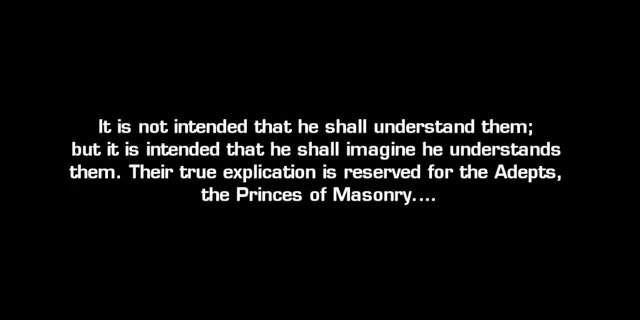 It is not intended that he shall understand them;
but it is intended that he shall imagine he understands
them. Their true explication is reserved for the Adepts,
the Princes of Masonry....